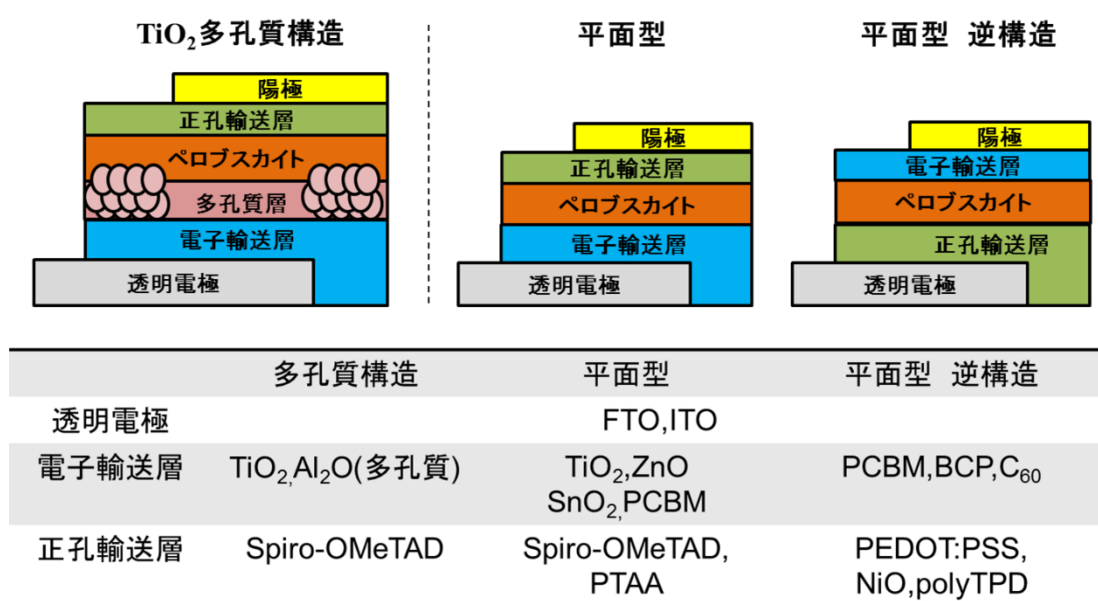 TiO₂多孔質構造
平面型
平面型 逆構造
陽極
正孔輸送層
ペロブスカイト
多孔質層
電子輸送層
透明電極
陽極
正孔輸送層
ペロブスカイト
電子輸送層
透明電極
陽極
電子輸送層
ペロブスカイト
正孔輸送層
透明電極
多孔質構造 平面型 平面型 逆構造
透明電極 FTO,ITO
電子輸送層 TiO₂,Al₂O(多孔質) TiO₂,ZnO PCBM,BCP,C₆₀
SnO₂,PCBM
正孔輸送層 Spiro-OMeTAD Spiro-OMeTAD, PEDOT:PSS,
PTAA NiO,polyTPD